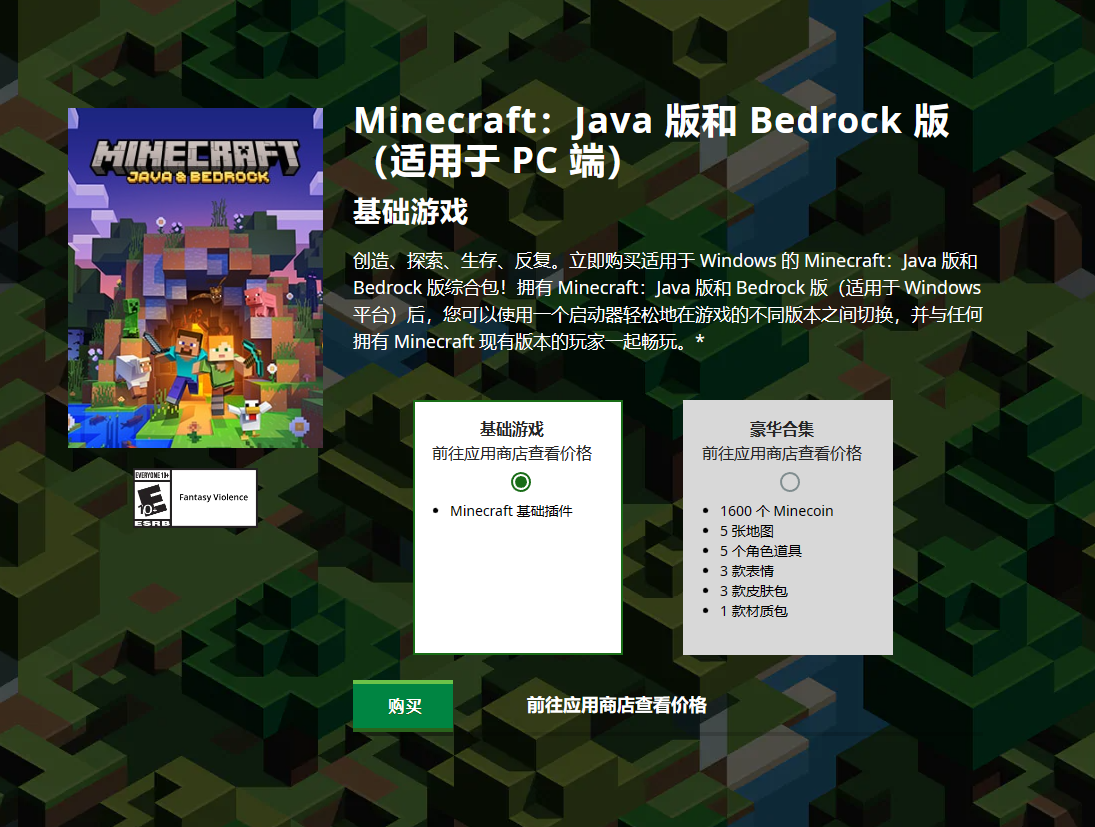 Minecraft：Java 版和 Bedrock 版
（适用于 PC 端）
MINECRAFT
JAVA & BEDROCK
基础游戏
创造、探索、生存、反复。立即购买适用于 Windows 的 Minecraft：Java 版和
Bedrock 版综合包！拥有 Minecraft：Java 版和 Bedrock 版（适用于 Windows
平台）后，您可以使用一个启动器轻松地在游戏的不同版本之间切换，并与任何
拥有 Minecraft 现有版本的玩家一起畅玩。*
基础游戏
前往应用商店查看价格
• Minecraft 基础插件
豪华合集
前往应用商店查看价格
• 1600 个 Minecoin
• 5 张地图
• 5 个角色道具
• 3 款表情
• 3 款皮肤包
• 1 款材质包
EVERYONE 10+
E
10+
ESRB
Fantasy Violence
购买
前往应用商店查看价格